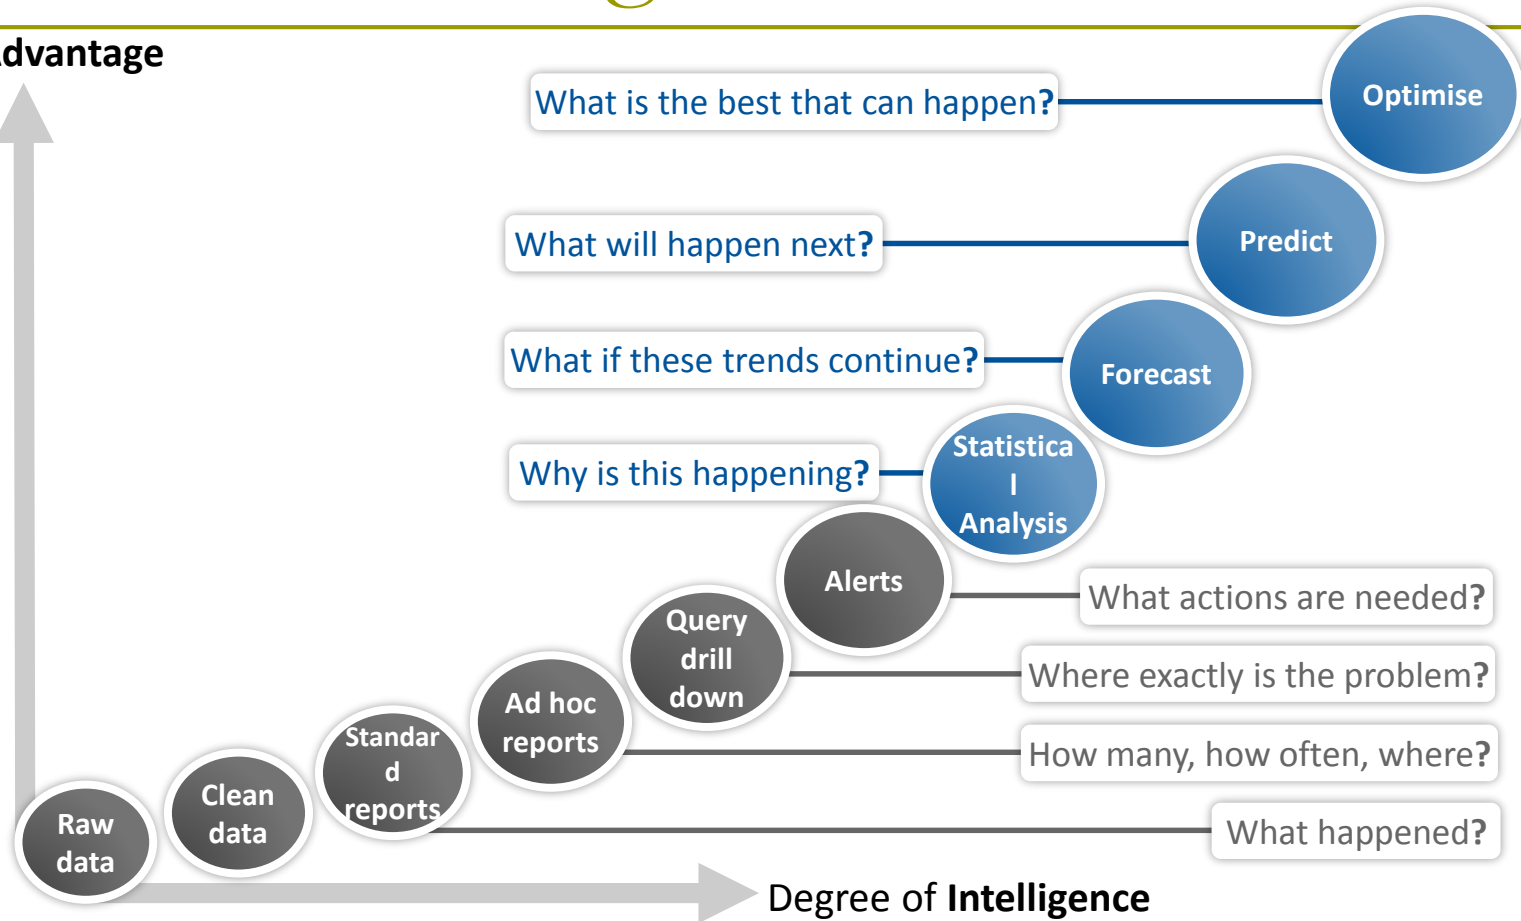 What is the best that can happen?
Optimise
What will happen next?
Predict
What if these trends continue?
Forecast
Why is this happening?
Statistica
l
Analysis
Alerts
What actions are needed?
Query
drill
down
Where exactly is the problem?
Ad hoc
reports
How many, how often, where?
Standar
d
reports
What happened?
Clean
data
Raw
data
Degree of Intelligence